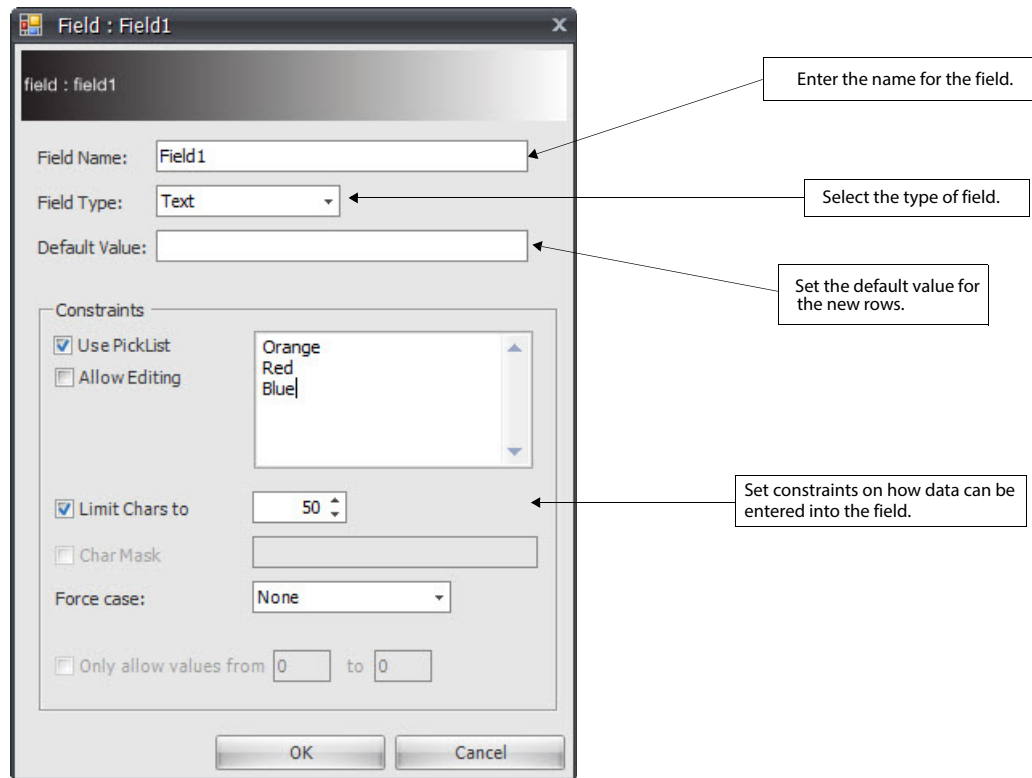 Field : Field1
field : field1
Enter the name for the field.
Field Name: Field1
Field Type: Text
Select the type of field.
Default Value:
Set the default value for
the new rows.
Constraints
Use PickList
Allow Editing
Orange
Red
Blue
Limit Chars to 50
Set constraints on how data can be
entered into the field.
Char Mask
Force case: None
Only allow values from 0 to 0
OK Cancel